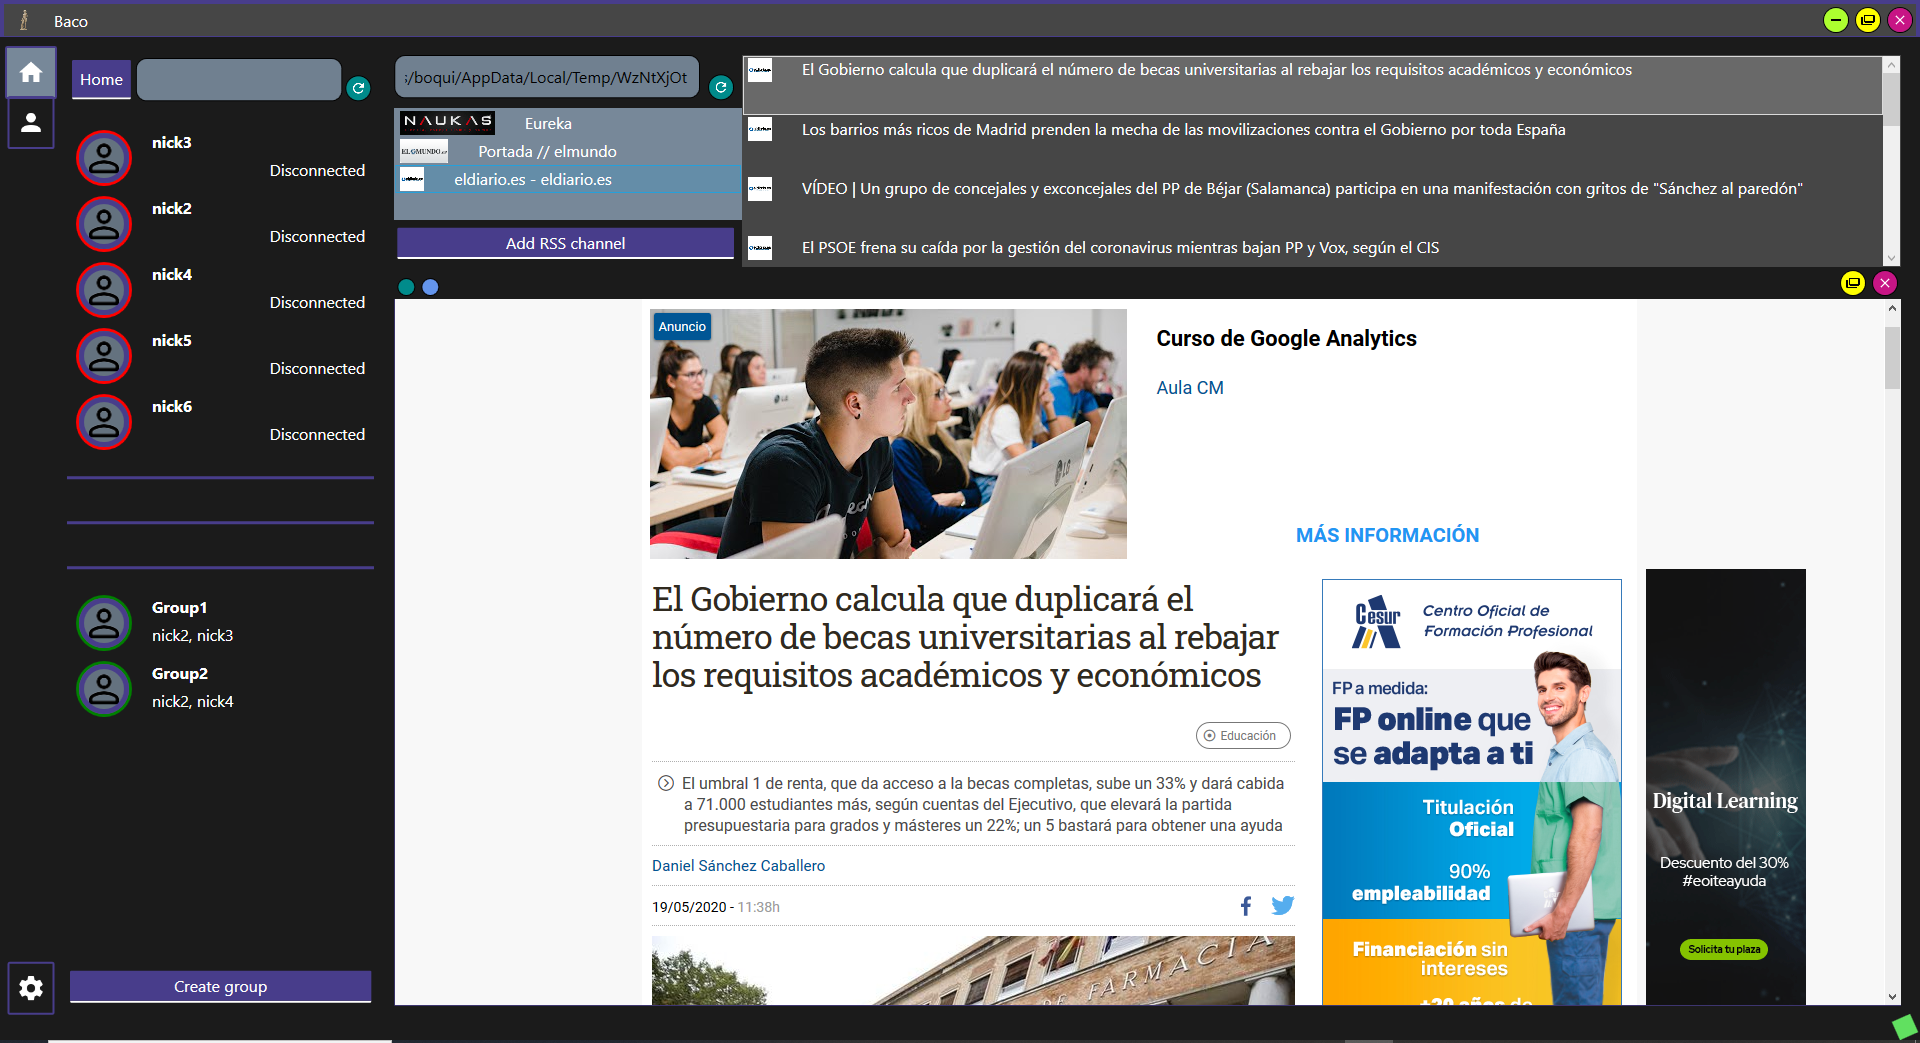 Baco
Home
nick3
Disconnected
nick2
Disconnected
nick4
Disconnected
nick5
Disconnected
nick6
Disconnected
Group1
nick2, nick3
Group2
nick2, nick4
Create group
/boqui/AppData/Local/Temp/WzNtXjOt
NAUKAS Eureka
ELMUNDO Portada // elmundo
eldiario.es - eldiario.es
Add RSS channel
El Gobierno calcula que duplicará el número de becas universitarias al rebajar los requisitos académicos y económicos
Los barrios más ricos de Madrid prenden la mecha de las movilizaciones contra el Gobierno por toda España
VÍDEO | Un grupo de concejales y exconcejales del PP de Béjar (Salamanca) participa en una manifestación con gritos de "Sánchez al paredón"
El PSOE frena su caída por la gestión del coronavirus mientras bajan PP y Vox, según el CIS
Anuncio
LG
Curso de Google Analytics
Aula CM
MÁS INFORMACIÓN
El Gobierno calcula que duplicará el
número de becas universitarias al rebajar
los requisitos académicos y económicos
Educación
El umbral 1 de renta, que da acceso a la becas completas, sube un 33% y dará cabida
a 71.000 estudiantes más, según cuentas del Ejecutivo, que elevará la partida
presupuestaria para grados y másteres un 22%; un 5 bastará para obtener una ayuda
Daniel Sánchez Caballero
19/05/2020 - 11:38h
DE FARMACIA
Cesur
Centro Oficial de
Formación Profesional
FP a medida:
FP online que
se adapta a ti
Titulación
Oficial
90%
empleabilidad
Financiación sin
intereses
+20 años de
Digital Learning
Descuento del 30%
#eoiteayuda
Solicita tu plaza